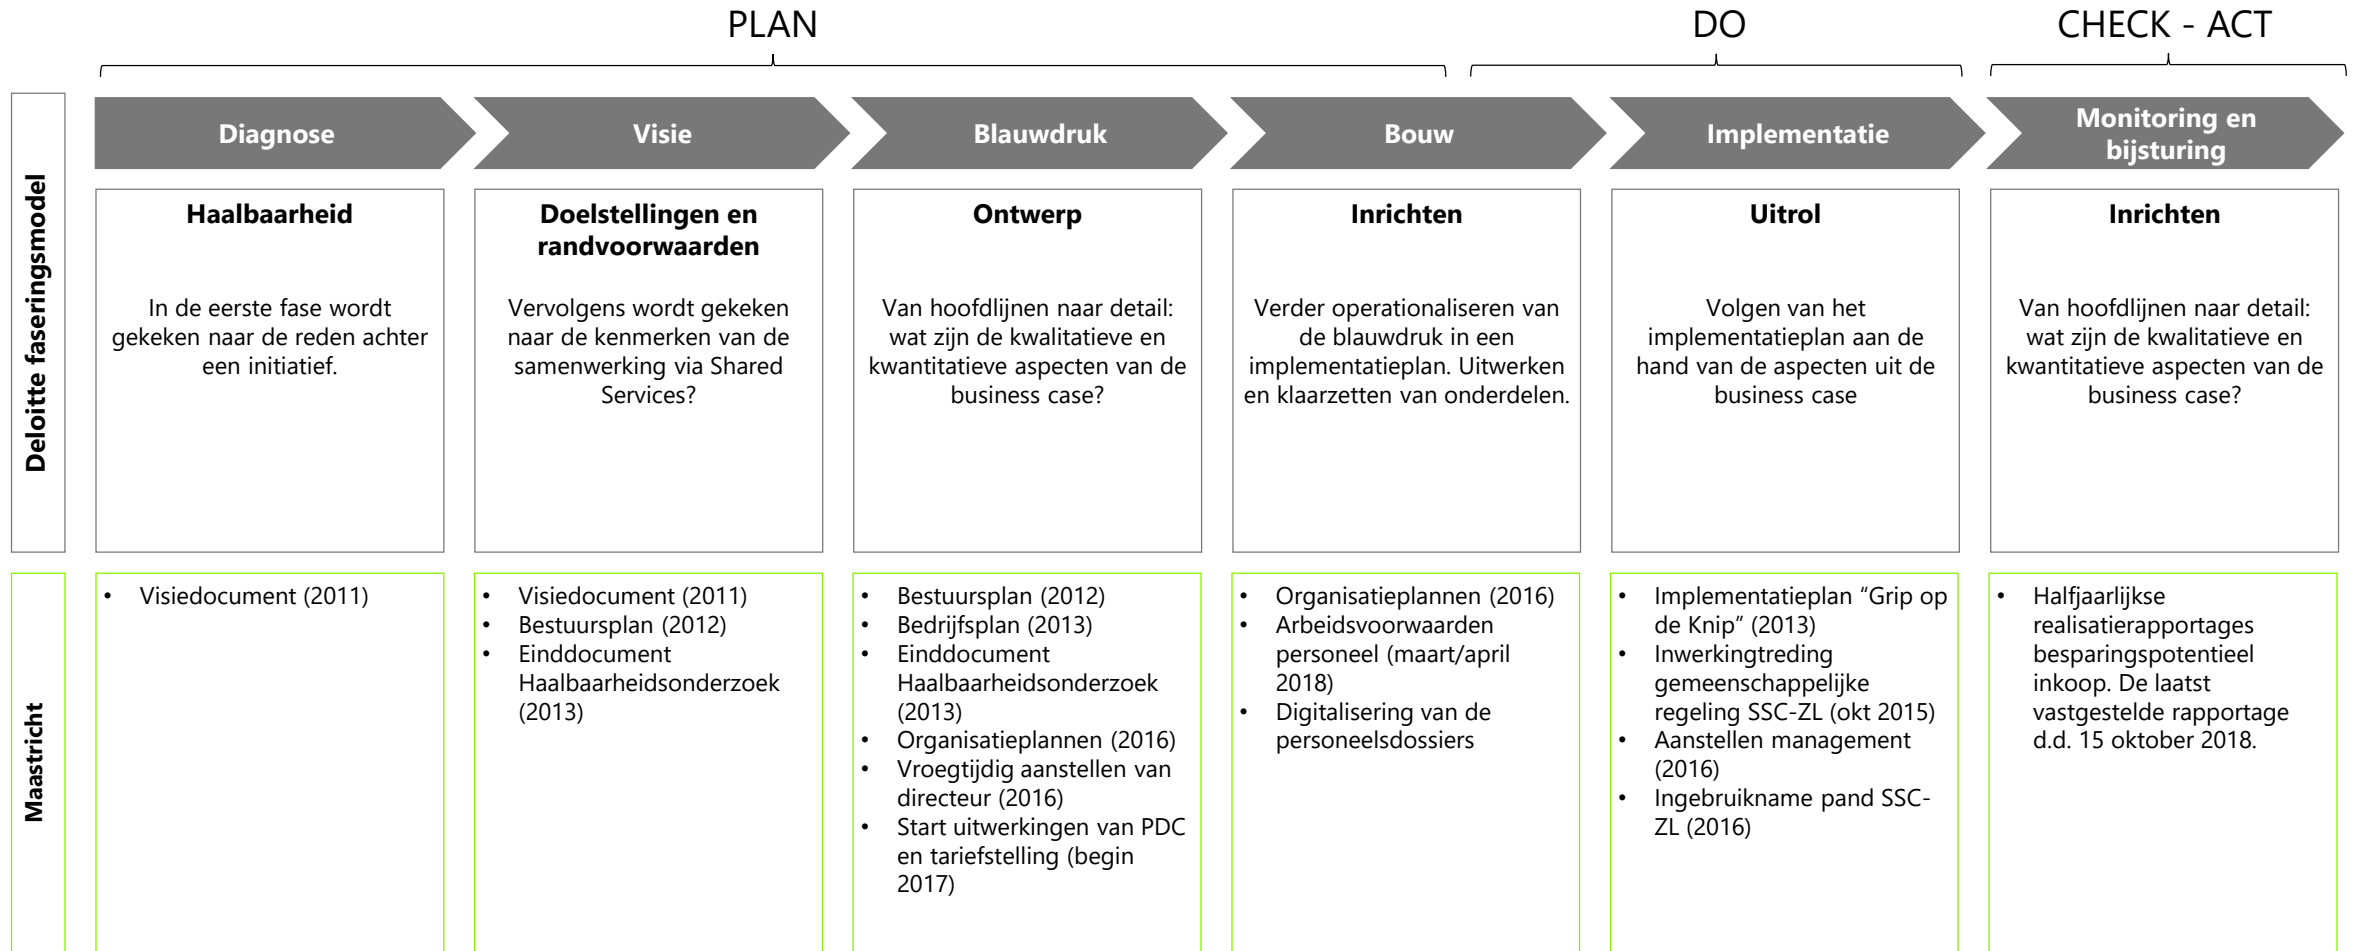 PLAN
DO
CHECK - ACT
Diagnose
Visie
Blauwdruk
Bouw
Implementatie
Monitoring en
bijsturing
Deloitte faseringsmodel
Haalbaarheid
In de eerste fase wordt
gekeken naar de reden achter
een initiatief.
Doelstellingen en
randvoorwaarden
Vervolgens wordt gekeken
naar de kenmerken van de
samenwerking via Shared
Services?
Ontwerp
Van hoofdlijnen naar detail:
wat zijn de kwalitatieve en
kwantitatieve aspecten van de
business case?
Inrichten
Verder operationaliseren van
de blauwdruk in een
implementatieplan. Uitwerken
en klaarzetten van onderdelen.
Uitrol
Volgen van het
implementatieplan aan de
hand van de aspecten uit de
business case
Inrichten
Van hoofdlijnen naar detail:
wat zijn de kwalitatieve en
kwantitatieve aspecten van de
business case?
Maastricht
• Visiedocument (2011)
• Visiedocument (2011)
• Bestuursplan (2012)
• Einddocument
Haalbaarheidsonderzoek
(2013)
• Bestuursplan (2012)
• Bedrijfsplan (2013)
• Einddocument
Haalbaarheidsonderzoek
(2013)
• Organisatieplannen (2016)
• Vroegtijdig aanstellen van
directeur (2016)
• Start uitwerkingen van PDC
en tariefstelling (begin
2017)
• Organisatieplannen (2016)
• Arbeidsvoorwaarden
personeel (maart/april
2018)
• Digitalisering van de
personeelsdossiers
• Implementatieplan “Grip op
de Knip” (2013)
• Inwerkingtreding
gemeenschappelijke
regeling SSC-ZL (okt 2015)
• Aanstellen management
(2016)
• Ingebruikname pand SSC-
ZL (2016)
• Halfjaarlijkse
realisatierapportages
besparingspotentieel
inkoop. De laatst
vastgestelde rapportage
d.d. 15 oktober 2018.